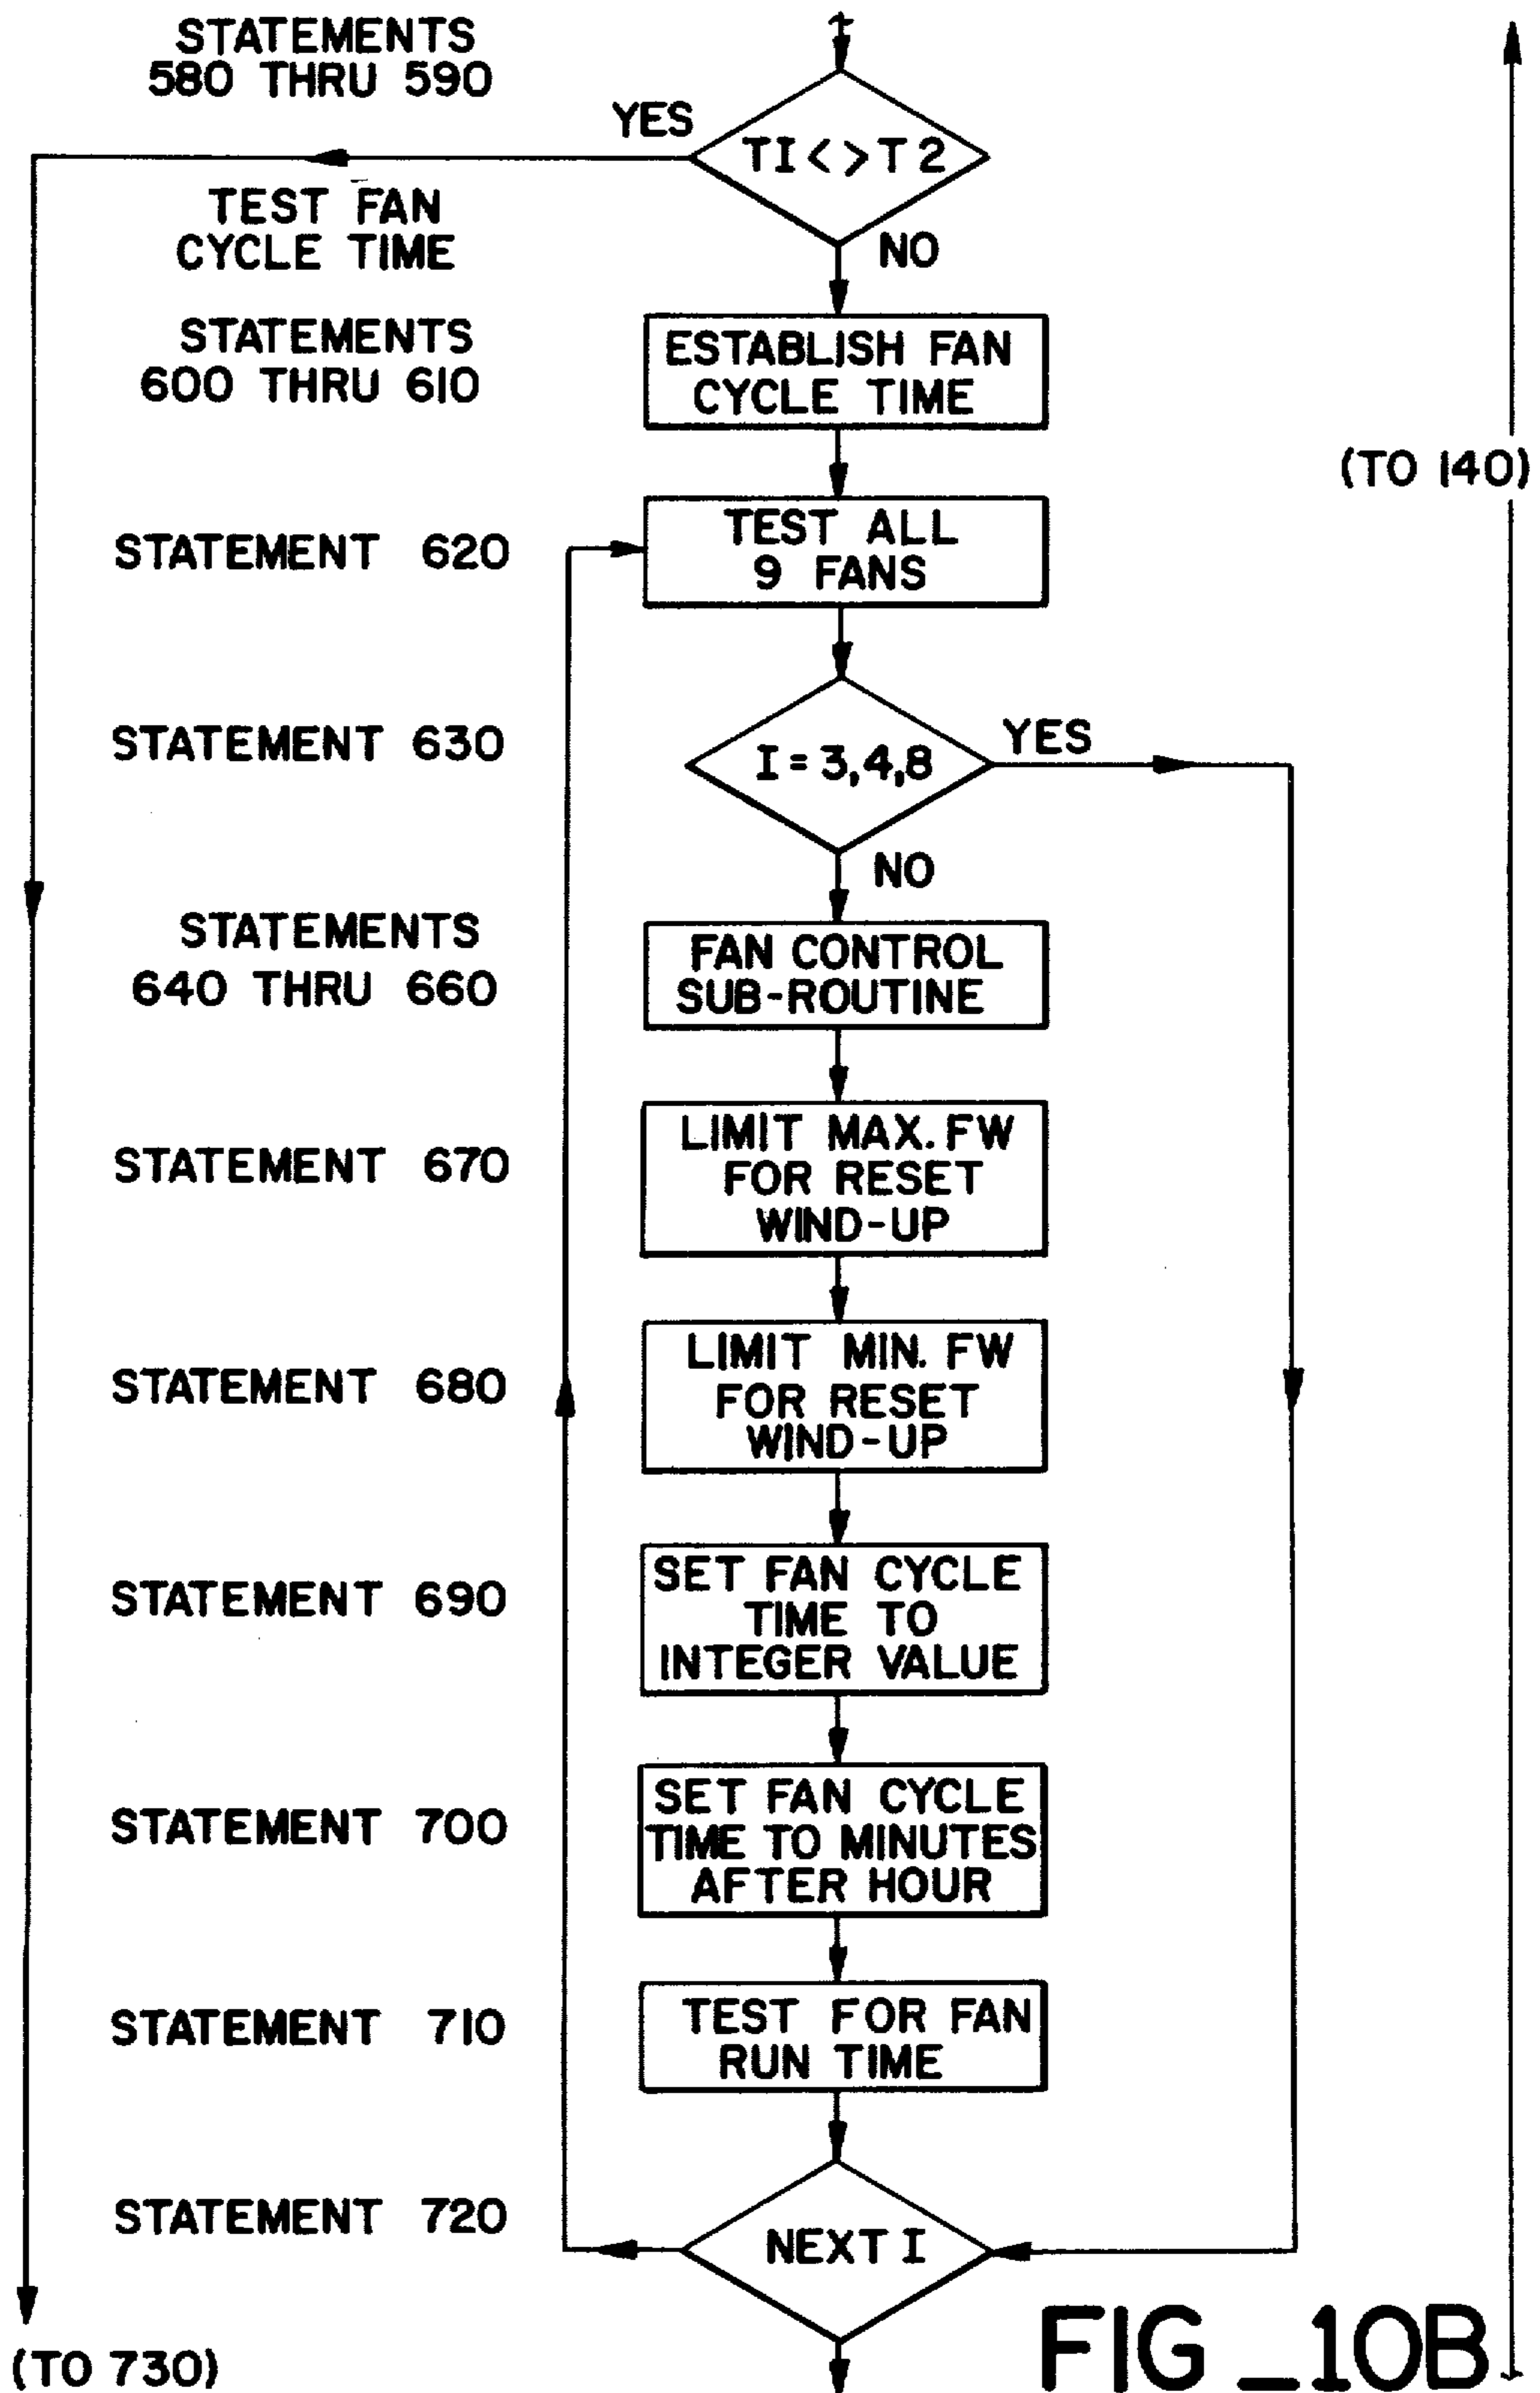 STATEMENTS
580 THRU 590
YES
T1 < > T2
TEST FAN
CYCLE TIME
NO
STATEMENTS
600 THRU 610
ESTABLISH FAN
CYCLE TIME
(TO 140)
STATEMENT 620
TEST ALL
9 FANS
STATEMENT 630
I = 3,4,8
YES
NO
STATEMENTS
640 THRU 660
FAN CONTROL
SUB-ROUTINE
STATEMENT 670
LIMIT MAX. FW
FOR RESET
WIND-UP
STATEMENT 680
LIMIT MIN. FW
FOR RESET
WIND-UP
STATEMENT 690
SET FAN CYCLE
TIME TO
INTEGER VALUE
STATEMENT 700
SET FAN CYCLE
TIME TO MINUTES
AFTER HOUR
STATEMENT 710
TEST FOR FAN
RUN TIME
STATEMENT 720
NEXT I
(TO 730)
FIG_10B